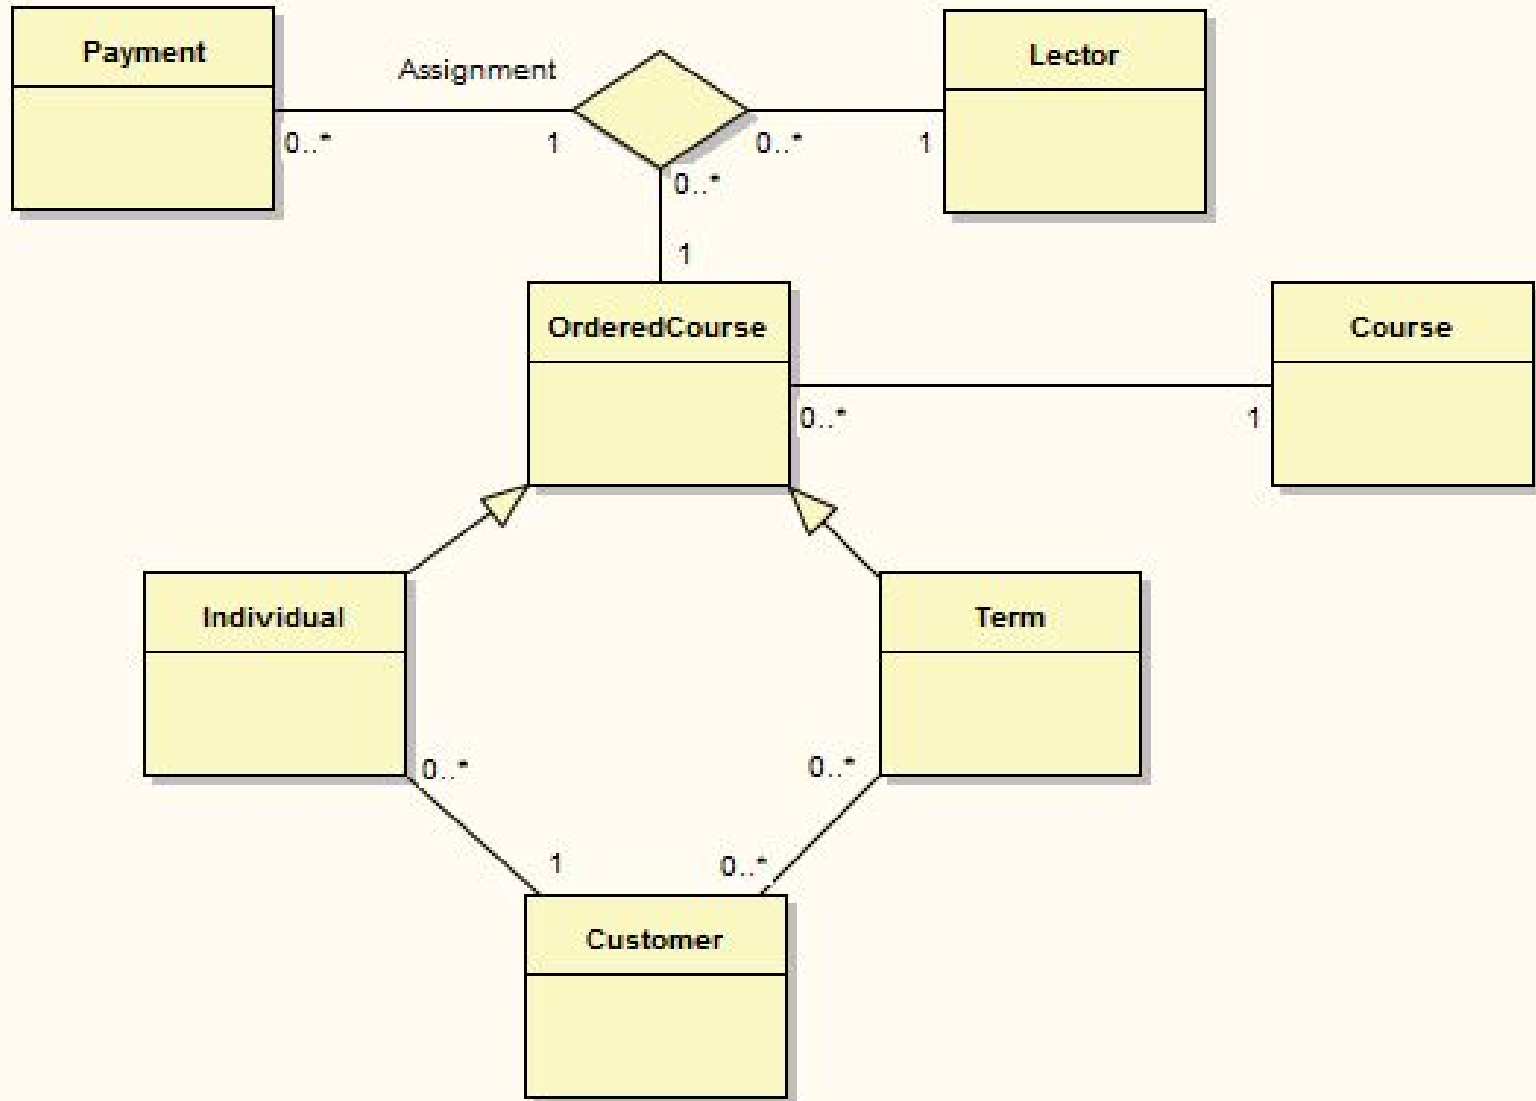 Payment
Assignment
Lector
0..*
1
0..*
1
0..*
1
OrderedCourse
Course
0..*
1
Individual
Term
0..*
0..*
1
0..*
Customer